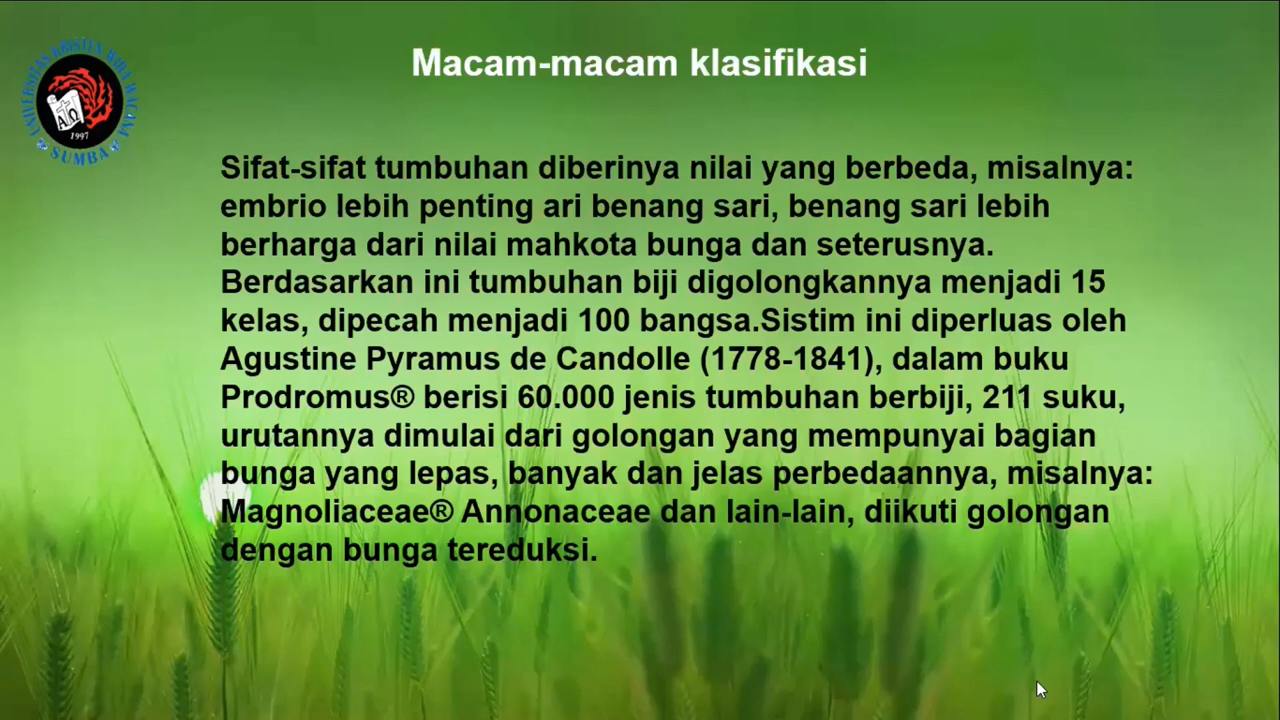 Macam-macam klasifikasi
UNIVERSITAS KRISTEN WIRA WACANA
SUMBA
A Ω
1997
Sifat-sifat tumbuhan diberinya nilai yang berbeda, misalnya:
embrio lebih penting ari benang sari, benang sari lebih
berharga dari nilai mahkota bunga dan seterusnya.
Berdasarkan ini tumbuhan biji digolongkannya menjadi 15
kelas, dipecah menjadi 100 bangsa.Sistim ini diperluas oleh
Agustine Pyramus de Candolle (1778-1841), dalam buku
Prodromus® berisi 60.000 jenis tumbuhan berbiji, 211 suku,
urutannya dimulai dari golongan yang mempunyai bagian
bunga yang lepas, banyak dan jelas perbedaannya, misalnya:
Magnoliaceae® Annonaceae dan lain-lain, diikuti golongan
dengan bunga tereduksi.